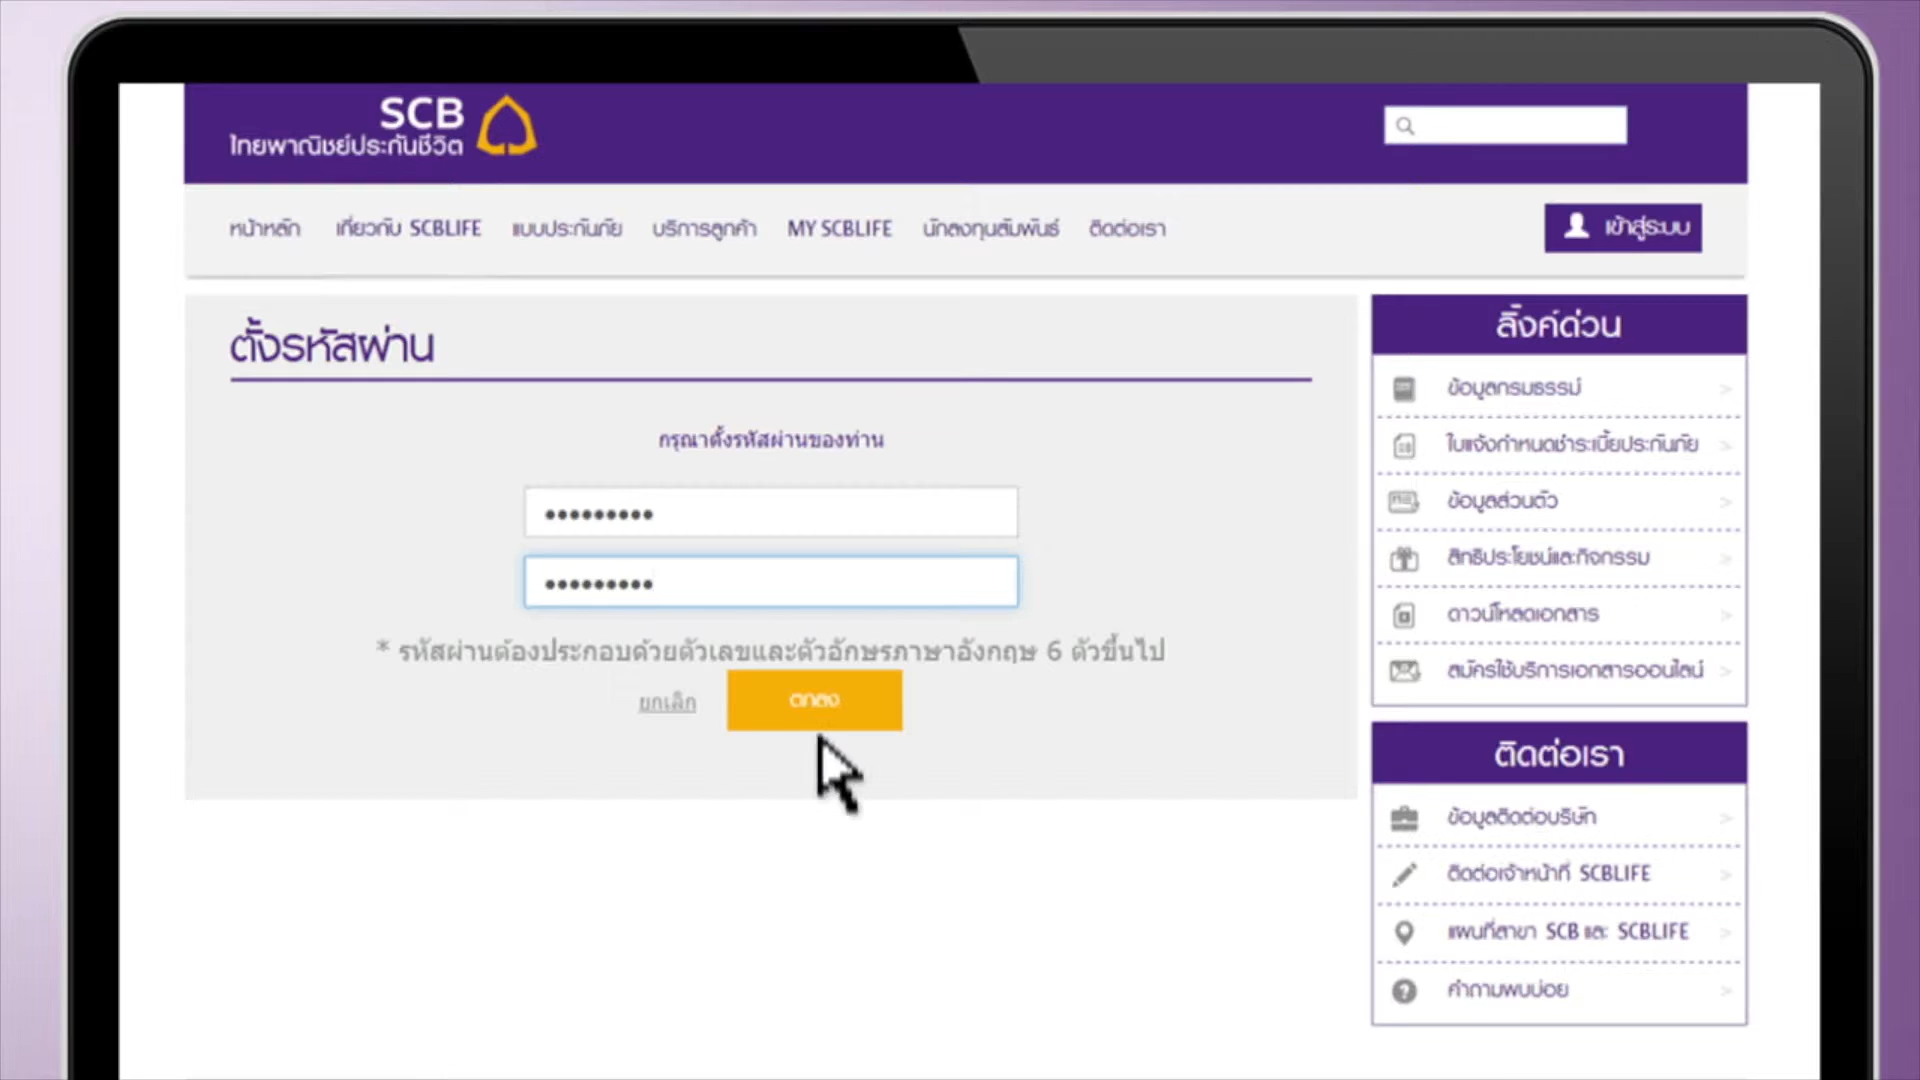 SCB
ไทยพาณิชย์ประกันชีวิต
หน้าหลัก เกี่ยวกับ SCBLIFE แบบประกันภัย บริการลูกค้า MY SCBLIFE นักลงทุนสัมพันธ์ ติดต่อเรา
เข้าสู่ระบบ
ตั้งรหัสผ่าน
กรุณาตั้งรหัสผ่านของท่าน
•••••••••
•••••••••
* รหัสผ่านต้องประกอบด้วยตัวเลขและตัวอักษรภาษาอังกฤษ 6 ตัวขึ้นไป
ยกเลิก ตกลง
ลิ้งค์ด่วน
ข้อมูลกรมธรรม์
ใบแจ้งกำหนดชำระเบี้ยประกันภัย
ข้อมูลส่วนตัว
สิทธิประโยชน์และกิจกรรม
ดาวน์โหลดเอกสาร
สมัครใช้บริการเอกสารออนไลน์
ติดต่อเรา
ข้อมูลติดต่อบริษัท
ติดต่อเจ้าหน้าที่ SCBLIFE
แผนที่สาขา SCB และ SCBLIFE
คำถามพบบ่อย